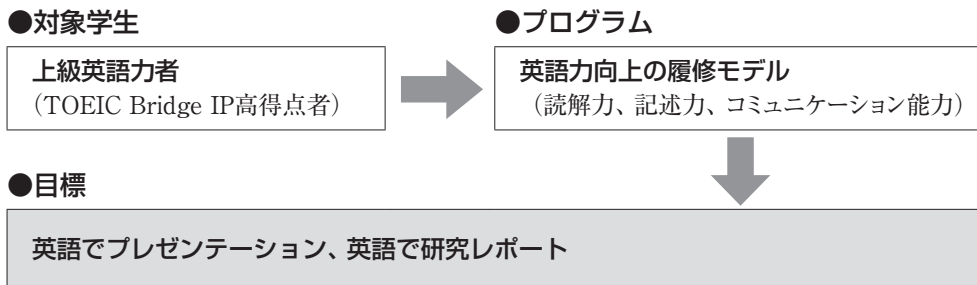 ●対象学生
上級英語力者
（TOEIC Bridge IP高得点者）
●プログラム
英語力向上の履修モデル
（読解力、記述力、コミュニケーション能力）
●目標
英語でプレゼンテーション、英語で研究レポート